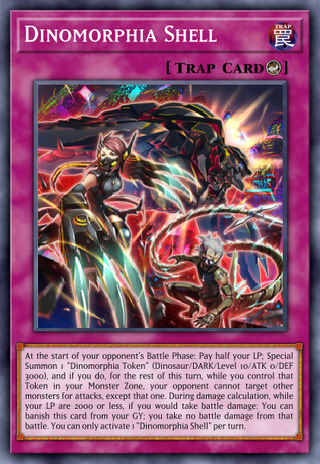 Dinomorphia Shell
TRAP
罠
[ Trap Card ]
At the start of your opponent's Battle Phase: Pay half your LP; Special
Summon 1 "Dinomorphia Token" (Dinosaur/DARK/Level 10/ATK 0/DEF
3000), and if you do, for the rest of this turn, while you control that
Token in your Monster Zone, your opponent cannot target other
monsters for attacks, except that one. During damage calculation, while
your LP are 2000 or less, if you would take battle damage: You can
banish this card from your GY; you take no battle damage from that
battle. You can only activate 1 "Dinomorphia Shell" per turn.